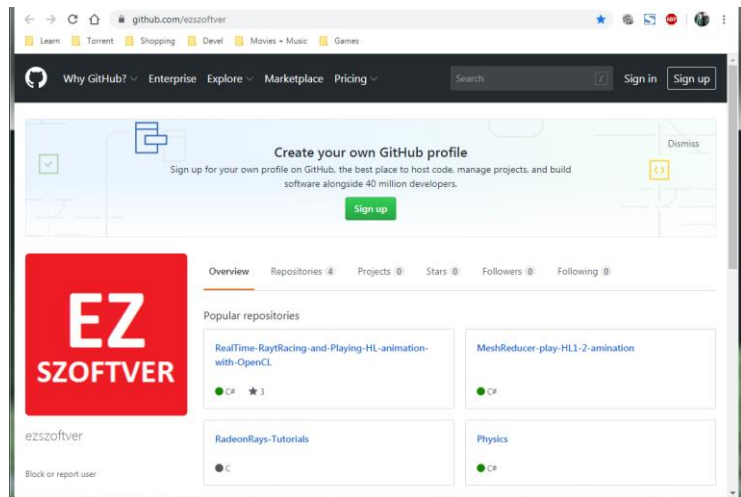 github.com/ezszoftver
Learn Torrent Shopping Devel Movies + Music Games
Why GitHub? Enterprise Explore Marketplace Pricing Search / Sign in Sign up
Create your own GitHub profile
Dismiss
Sign up for your own profile on GitHub, the best place to host code, manage projects, and build
software alongside 40 million developers.
Sign up
EZ
SZOFTVER
ezszoftver
Block or report user
Overview Repositories 4 Projects 0 Stars 0 Followers 0 Following 0
Popular repositories
RealTime-RaytRacing-and-Playing-HL-animation-
with-OpenCL
C# 3
MeshReducer-play-HL1-2-amination
C#
RadeonRays-Tutorials
C
Physics
C#